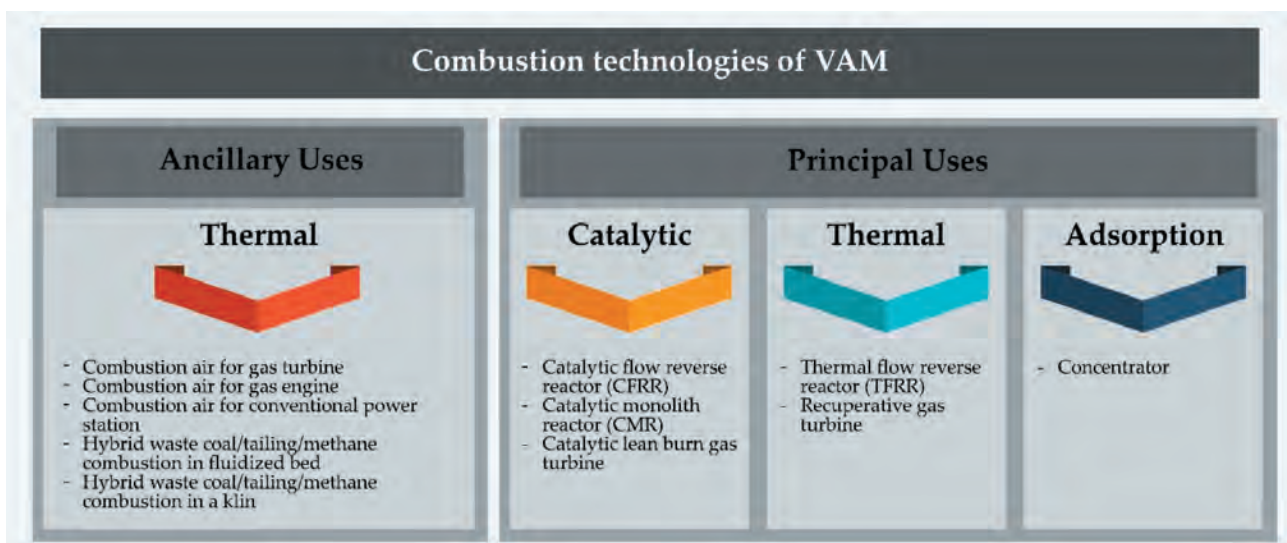 Combustion technologies of VAM
Ancillary Uses
Thermal
- Combustion air for gas turbine
- Combustion air for gas engine
- Combustion air for conventional power
station
- Hybrid waste coal/tailing/methane
combustion in fluidized bed
- Hybrid waste coal/tailing/methane
combustion in a klin
Principal Uses
Catalytic
- Catalytic flow reverse
reactor (CFRR)
- Catalytic monolith
reactor (CMR)
- Catalytic lean burn gas
turbine
Thermal
- Thermal flow reverse
reactor (TFRR)
- Recuperative gas
turbine
Adsorption
- Concentrator